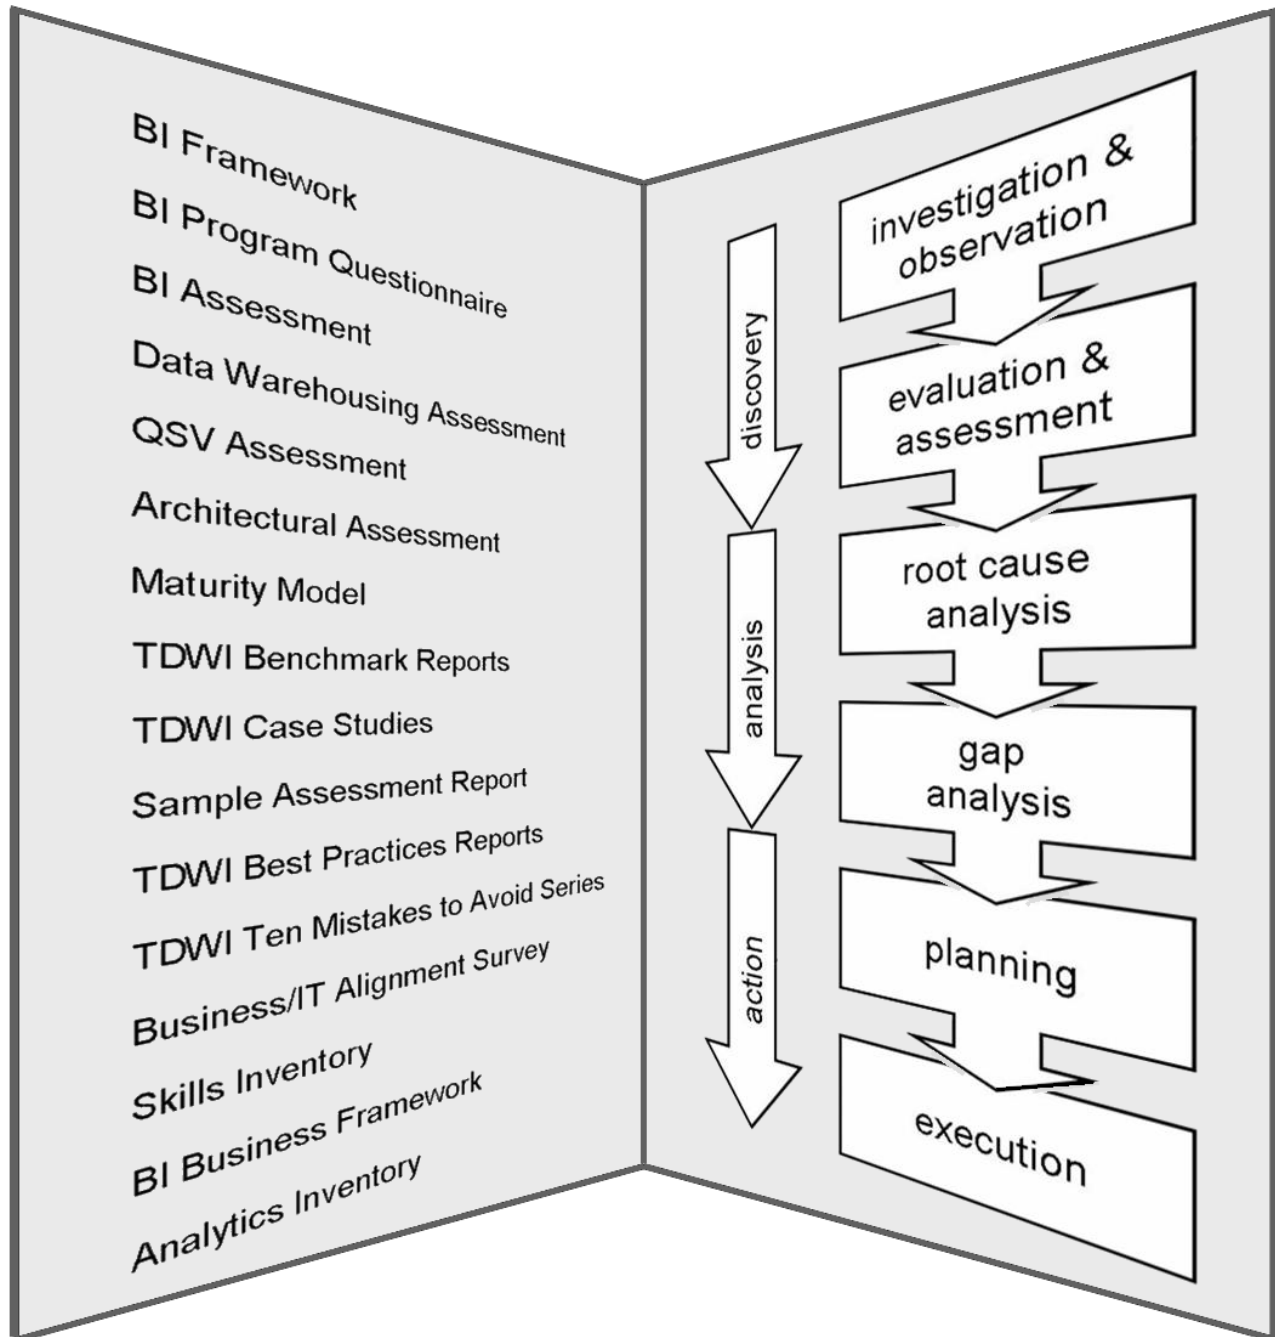 BI Framework
BI Program Questionnaire
BI Assessment
Data Warehousing Assessment
QSV Assessment
Architectural Assessment
Maturity Model
TDWI Benchmark Reports
TDWI Case Studies
Sample Assessment Report
TDWI Best Practices Reports
TDWI Ten Mistakes to Avoid Series
Business/IT Alignment Survey
Skills Inventory
BI Business Framework
Analytics Inventory
discovery
analysis
action
investigation &
observation
evaluation &
assessment
root cause
analysis
gap
analysis
planning
execution